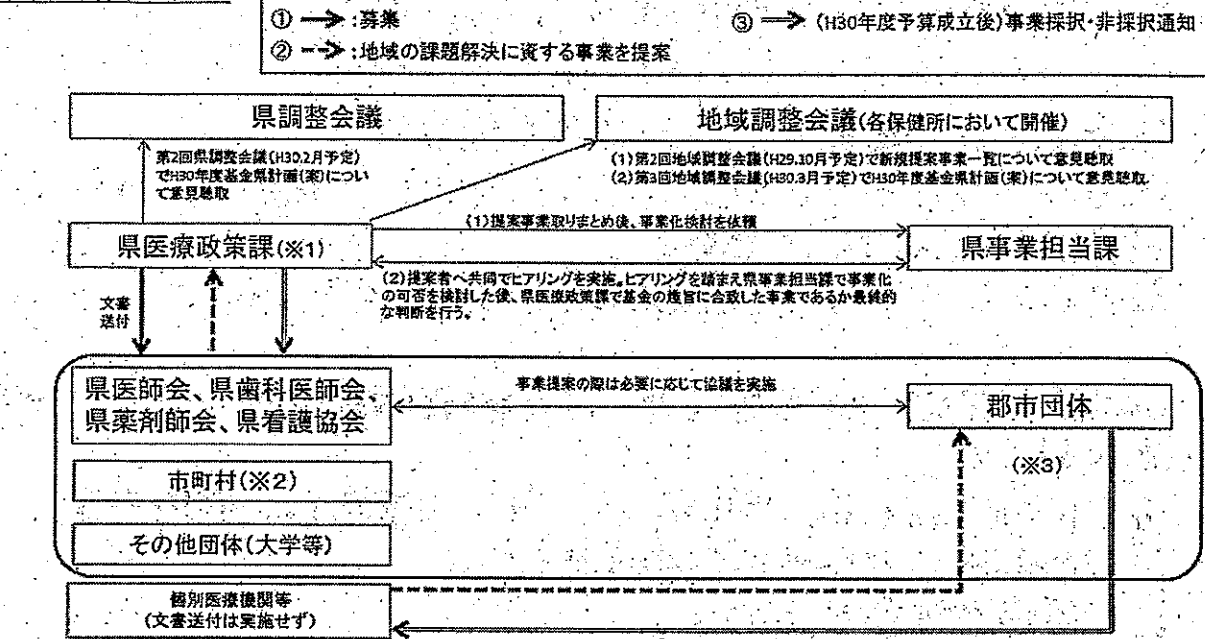 ① →:募集
③ ⇒ (H30年度予算成立後)事業採択・非採択通知
② -->:地域の課題解決に資する事業を提案
県調整会議
地域調整会議(各保健所において開催)
第2回県調整会議(H30.2月予定)
でH30年度基金県計画(案)につい
て意見聴取
(1)第2回地域調整会議(H29.10月予定)で新規提案事業一覧について意見聴取
(2)第3回地域調整会議(H30.3月予定)でH30年度基金県計画(案)について意見聴取
(1)提案事業取りまとめ後、事業化検討を依頼
県医療政策課(※1)
県事業担当課
(2)提案者へ共同でヒアリングを実施。ヒアリングを踏まえ県事業担当課で事業化
の可否を検討した後、県医療政策課で基金の趣旨に合致した事業であるか最終的
な判断を行う。
文書
送付
県医師会、県歯科医師会、
県薬剤師会、県看護協会
事業提案の際は必要に応じて協議を実施
郡市団体
(※3)
市町村(※2)
その他団体(大学等)
個別医療機関等
(文書送付は実施せず)